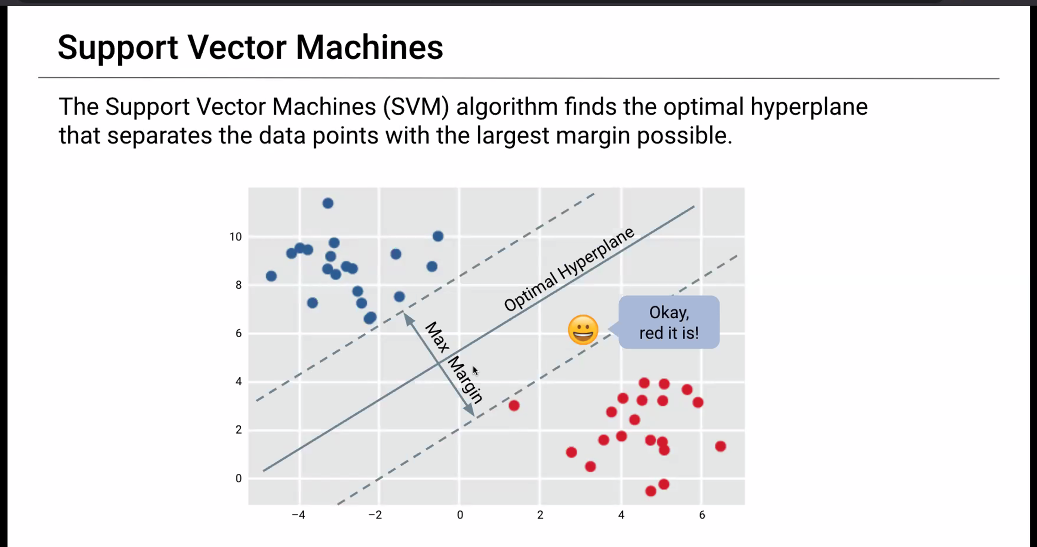 Support Vector Machines
The Support Vector Machines (SVM) algorithm finds the optimal hyperplane
that separates the data points with the largest margin possible.
10
8
6
4
2
0
−4
−2
0
2
4
6
Optimal Hyperplane
Max Margin
Okay,
red it is!